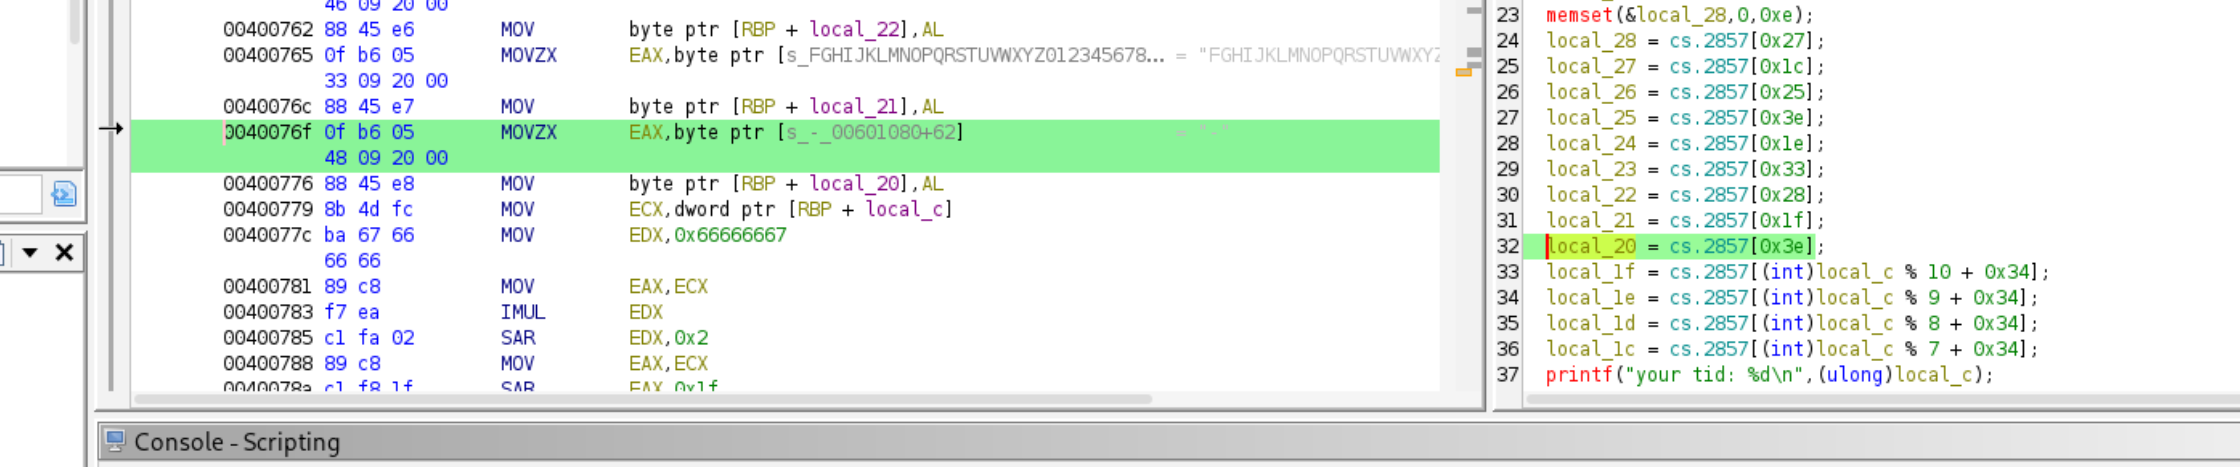 46 09 20 00
00400762 88 45 e6 MOV byte ptr [RBP + local_22],AL
00400765 0f b6 05 MOVZX EAX,byte ptr [s_FGHIJKLMNOPQRSTUVWXYZ012345678... = "FGHIJKLMNOPQRSTUVWXYZ
33 09 20 00
0040076c 88 45 e7 MOV byte ptr [RBP + local_21],AL
0040076f 0f b6 05 MOVZX EAX,byte ptr [s_-_00601080+62] = "-"
48 09 20 00
00400776 88 45 e8 MOV byte ptr [RBP + local_20],AL
00400779 8b 4d fc MOV ECX,dword ptr [RBP + local_c]
0040077c ba 67 66 MOV EDX,0x66666667
66 66
00400781 89 c8 MOV EAX,ECX
00400783 f7 ea IMUL EDX
00400785 c1 fa 02 SAR EDX,0x2
00400788 89 c8 MOV EAX,ECX
0040078a c1 f8 1f SAR EAX,0x1f
23 memset(&local_28,0,0xe);
24 local_28 = cs.2857[0x27];
25 local_27 = cs.2857[0x1c];
26 local_26 = cs.2857[0x25];
27 local_25 = cs.2857[0x3e];
28 local_24 = cs.2857[0x1e];
29 local_23 = cs.2857[0x33];
30 local_22 = cs.2857[0x28];
31 local_21 = cs.2857[0x1f];
32 local_20 = cs.2857[0x3e];
33 local_1f = cs.2857[(int)local_c % 10 + 0x34];
34 local_1e = cs.2857[(int)local_c % 9 + 0x34];
35 local_1d = cs.2857[(int)local_c % 8 + 0x34];
36 local_1c = cs.2857[(int)local_c % 7 + 0x34];
37 printf("your tid: %d\n",(ulong)local_c);
Console - Scripting